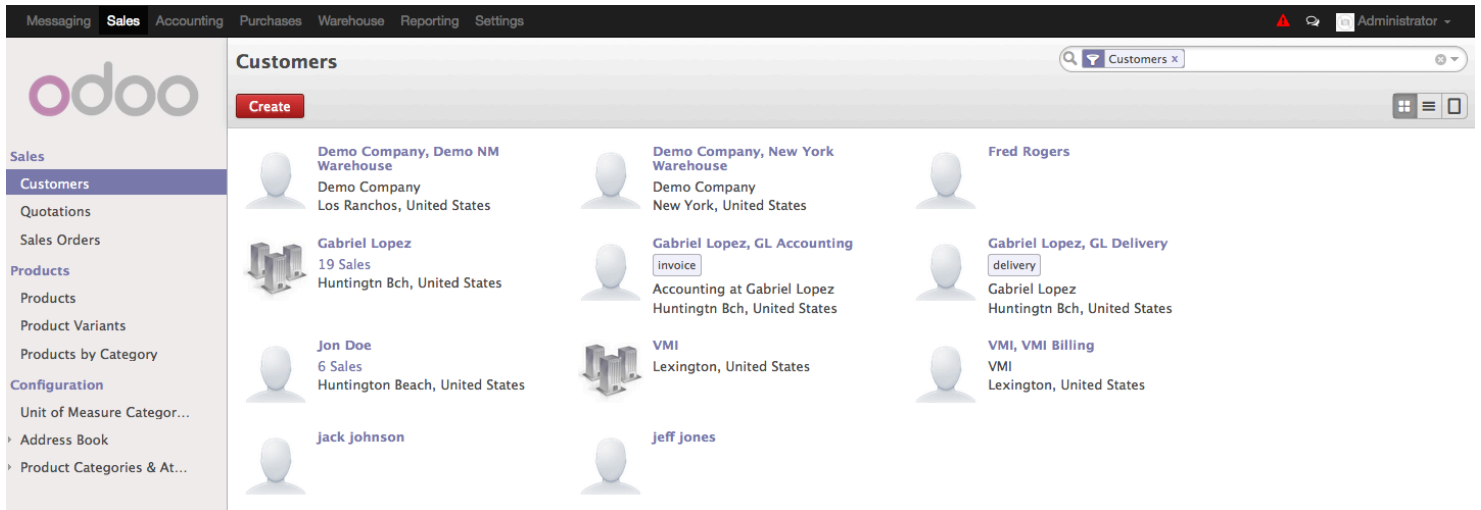 Messaging Sales Accounting Purchases Warehouse Reporting Settings Administrator
odoo
Customers
Customers x
Create
Sales
Customers
Quotations
Sales Orders
Products
Products
Product Variants
Products by Category
Configuration
Unit of Measure Categor...
Address Book
Product Categories & At...
Demo Company, Demo NM
Warehouse
Demo Company
Los Ranchos, United States
Demo Company, New York
Warehouse
Demo Company
New York, United States
Fred Rogers
Gabriel Lopez
19 Sales
Huntingtn Bch, United States
Gabriel Lopez, GL Accounting
invoice
Accounting at Gabriel Lopez
Huntingtn Bch, United States
Gabriel Lopez, GL Delivery
delivery
Gabriel Lopez
Huntingtn Bch, United States
Jon Doe
6 Sales
Huntington Beach, United States
VMI
Lexington, United States
VMI, VMI Billing
VMI
Lexington, United States
jack johnson
jeff jones